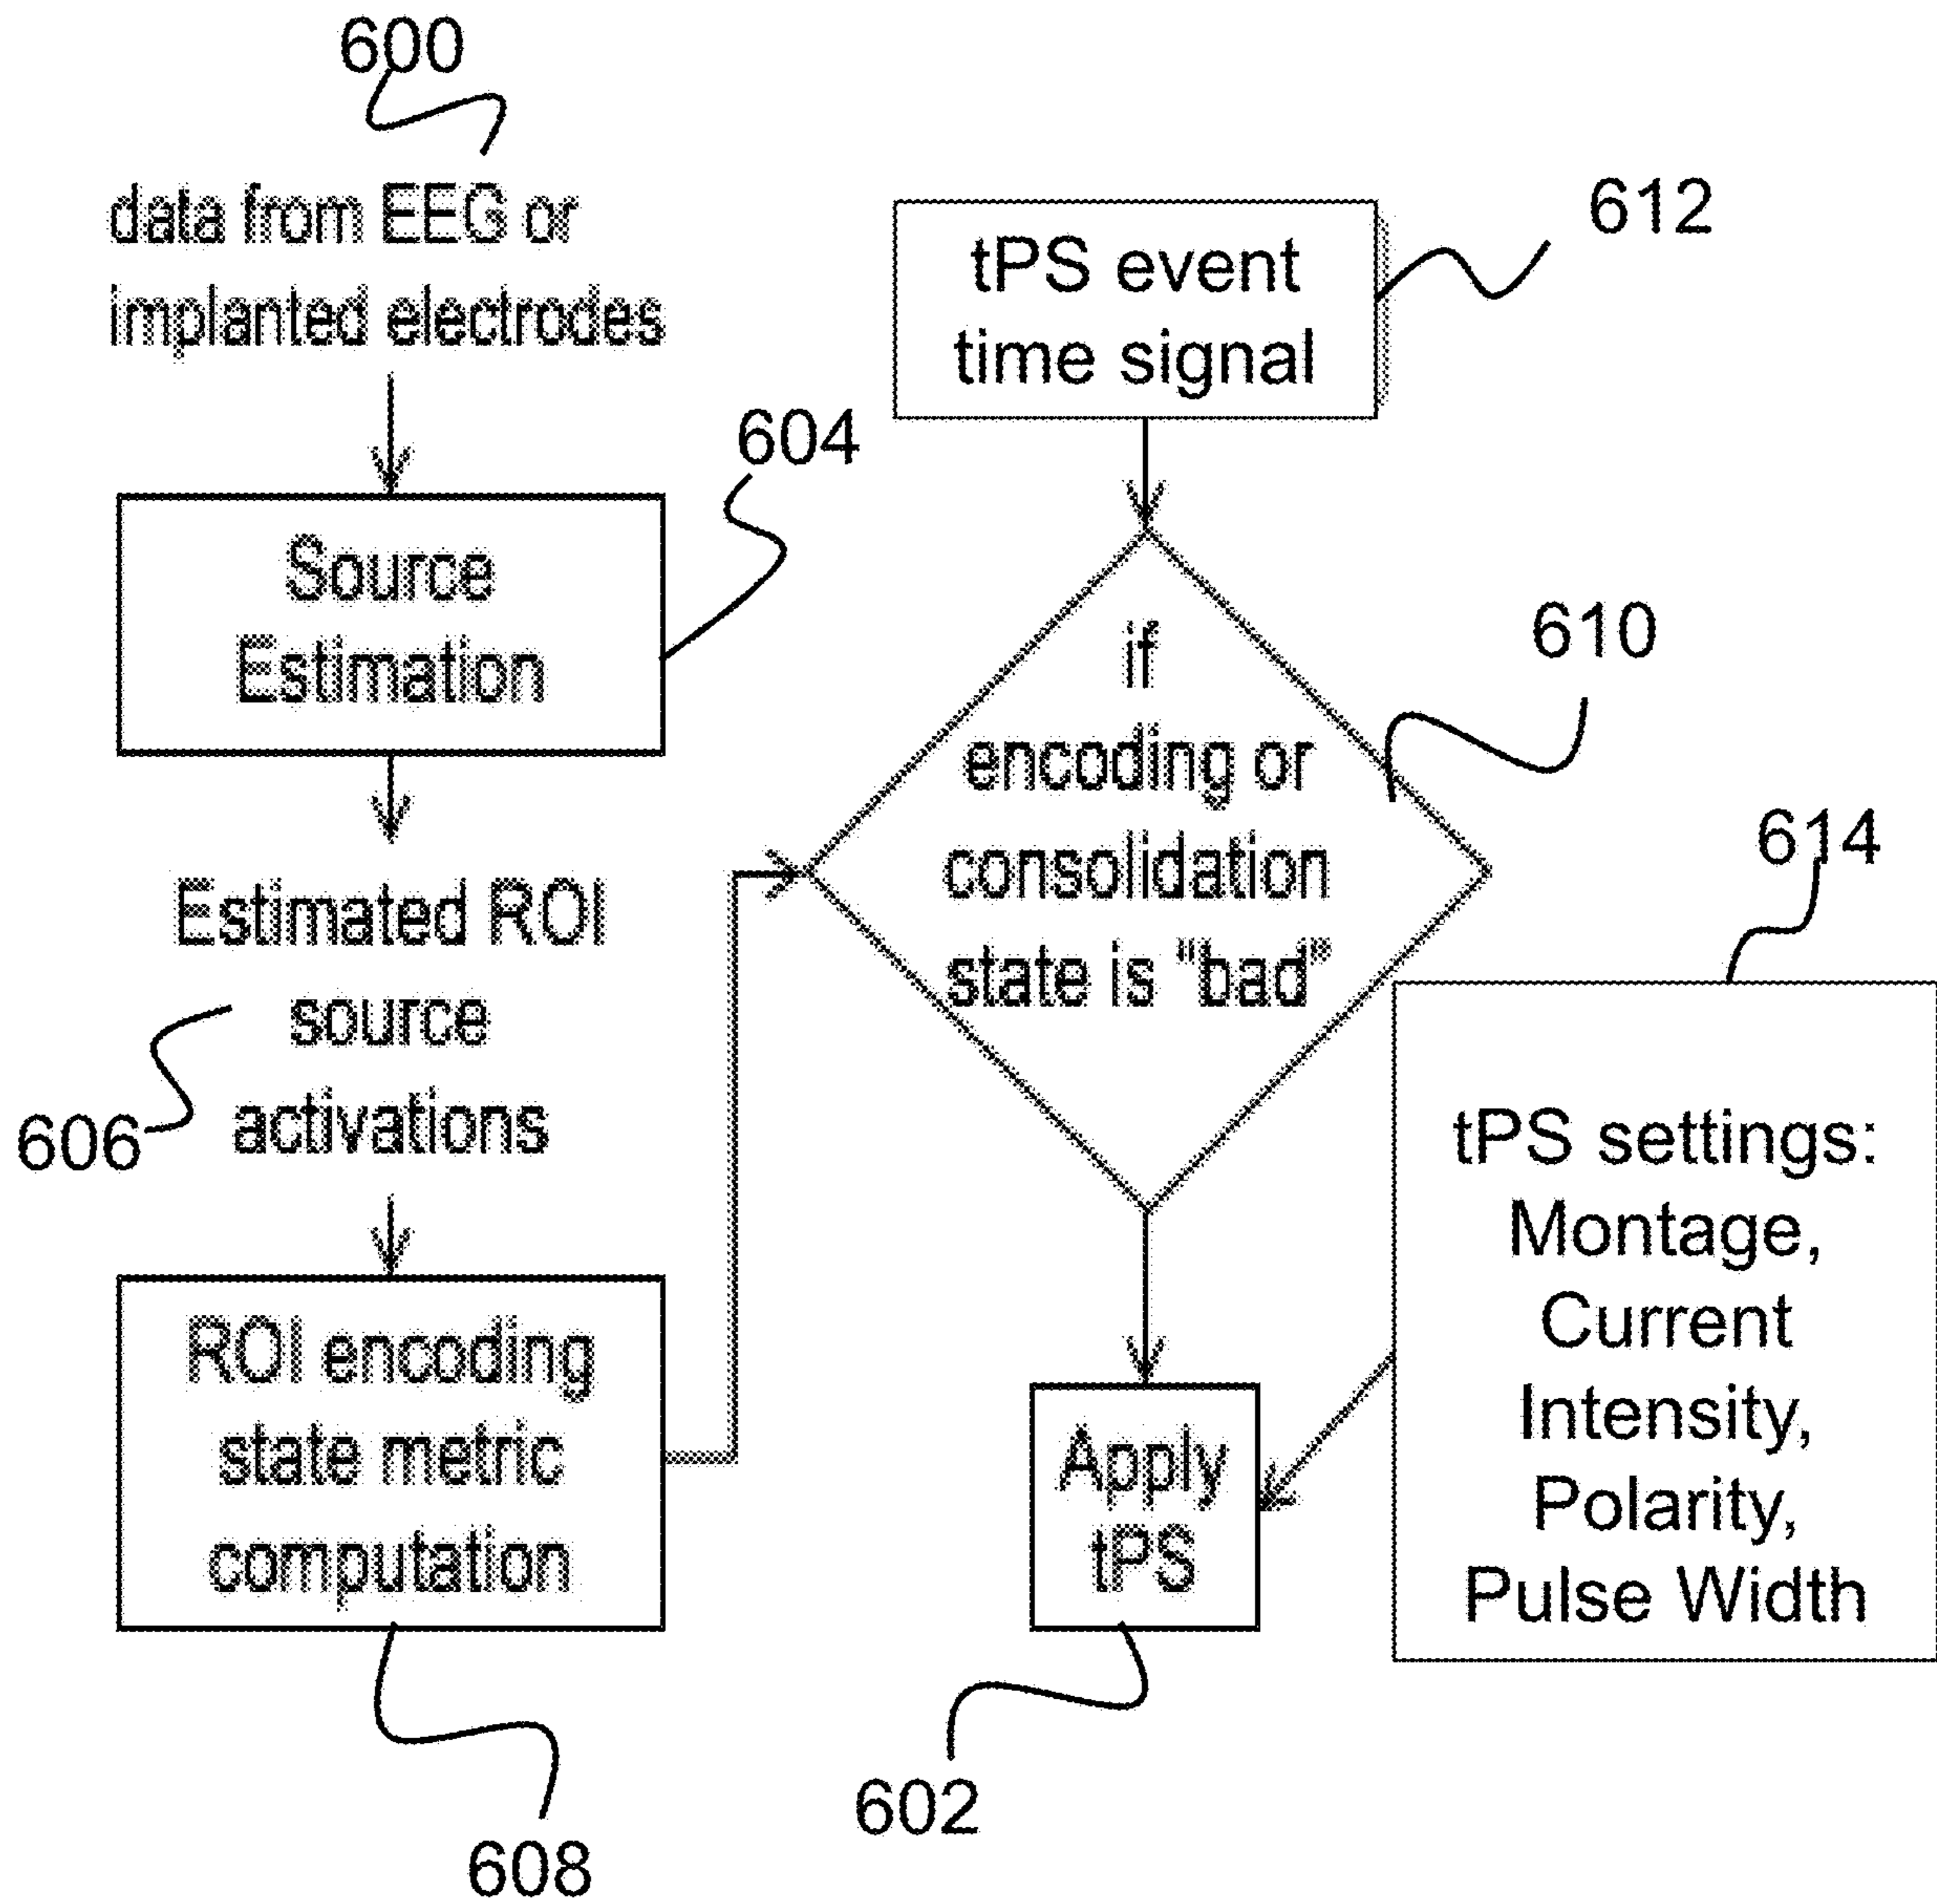 600
data from EEG or
implanted electrodes
604
Source
Estimation
Estimated ROI
source
activations
606
ROI encoding
state metric
computation
608
612
tPS event
time signal
610
if
encoding or
consolidation
state is "bad"
614
tPS settings:
Montage,
Current
Intensity,
Polarity,
Pulse Width
Apply
tPS
602